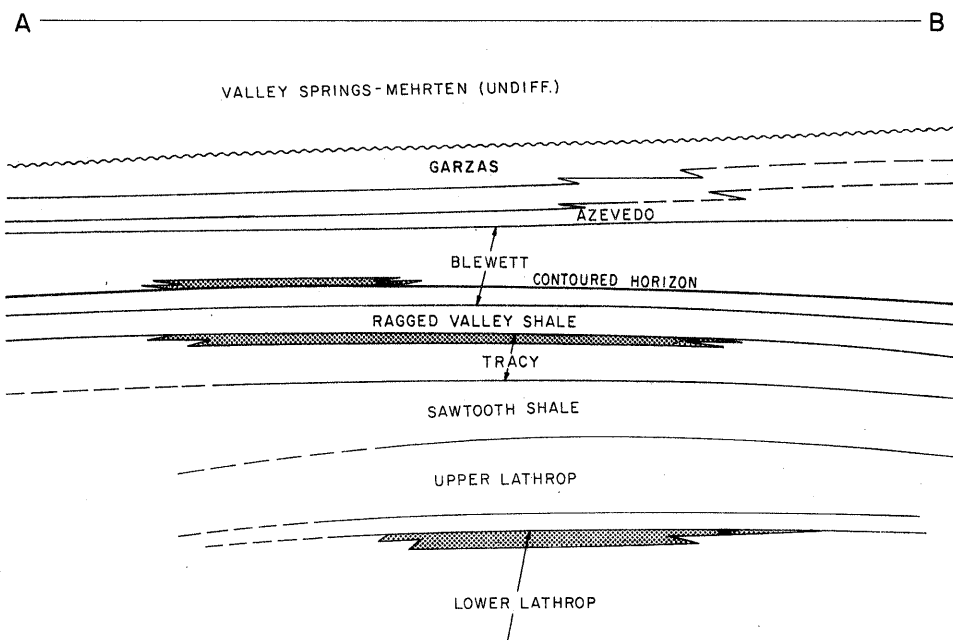 A B
VALLEY SPRINGS-MEHRTEN (UNDIFF.)
GARZAS
AZEVEDO
BLEWETT
CONTOURED HORIZON
RAGGED VALLEY SHALE
TRACY
SAWTOOTH SHALE
UPPER LATHROP
LOWER LATHROP